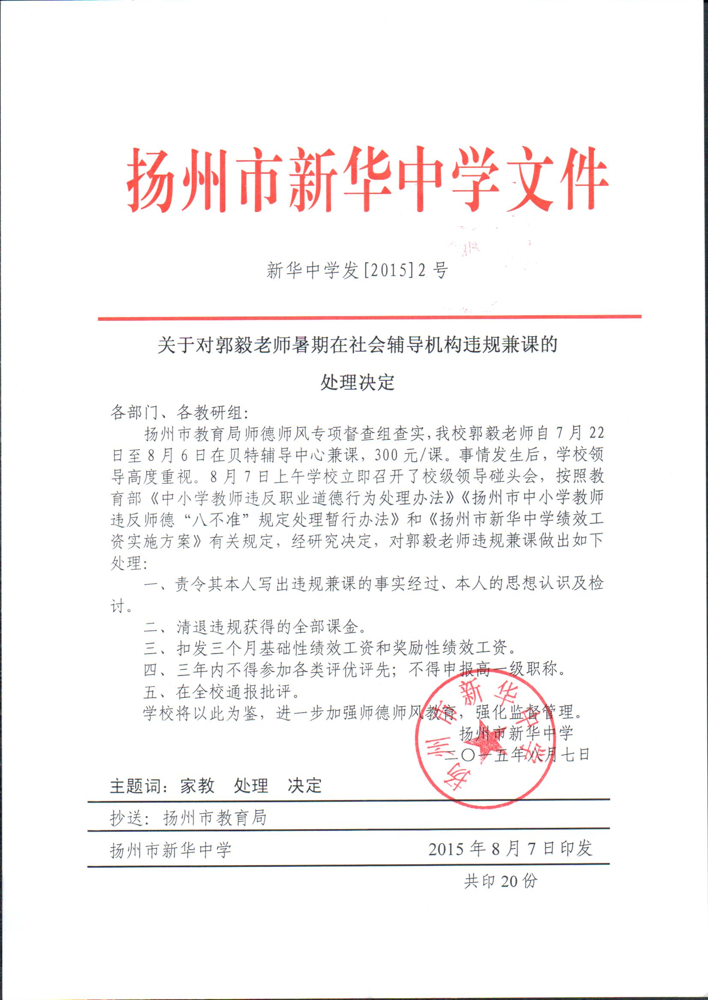 扬州市新华中学文件
新华中学发[2015]2号
关于对郭毅老师暑期在社会辅导机构违规兼课的
处理决定
各部门、各教研组：
扬州市教育局师德师风专项督查组查实，我校郭毅老师自7月22
日至8月6日在贝特辅导中心兼课，300元/课。事情发生后，学校领
导高度重视。8月7日上午学校立即召开了校级领导碰头会，按照教
育部《中小学教师违反职业道德行为处理办法》《扬州市中小学教师
违反师德“八不准”规定处理暂行办法》和《扬州市新华中学绩效工
资实施方案》有关规定，经研究决定，对郭毅老师违规兼课做出如下
处理：
一、责令其本人写出违规兼课的事实经过、本人的思想认识及检
讨。
二、清退违规获得的全部课金。
三、扣发三个月基础性绩效工资和奖励性绩效工资。
四、三年内不得参加各类评优评先；不得申报高一级职称。
五、在全校通报批评。
学校将以此为鉴，进一步加强师德师风教育，强化监督管理。
扬州市新华中学
二〇一五年八月七日
扬州市新华中学
主题词：家教 处理 决定
抄送：扬州市教育局
扬州市新华中学 2015年8月7日印发
共印20份